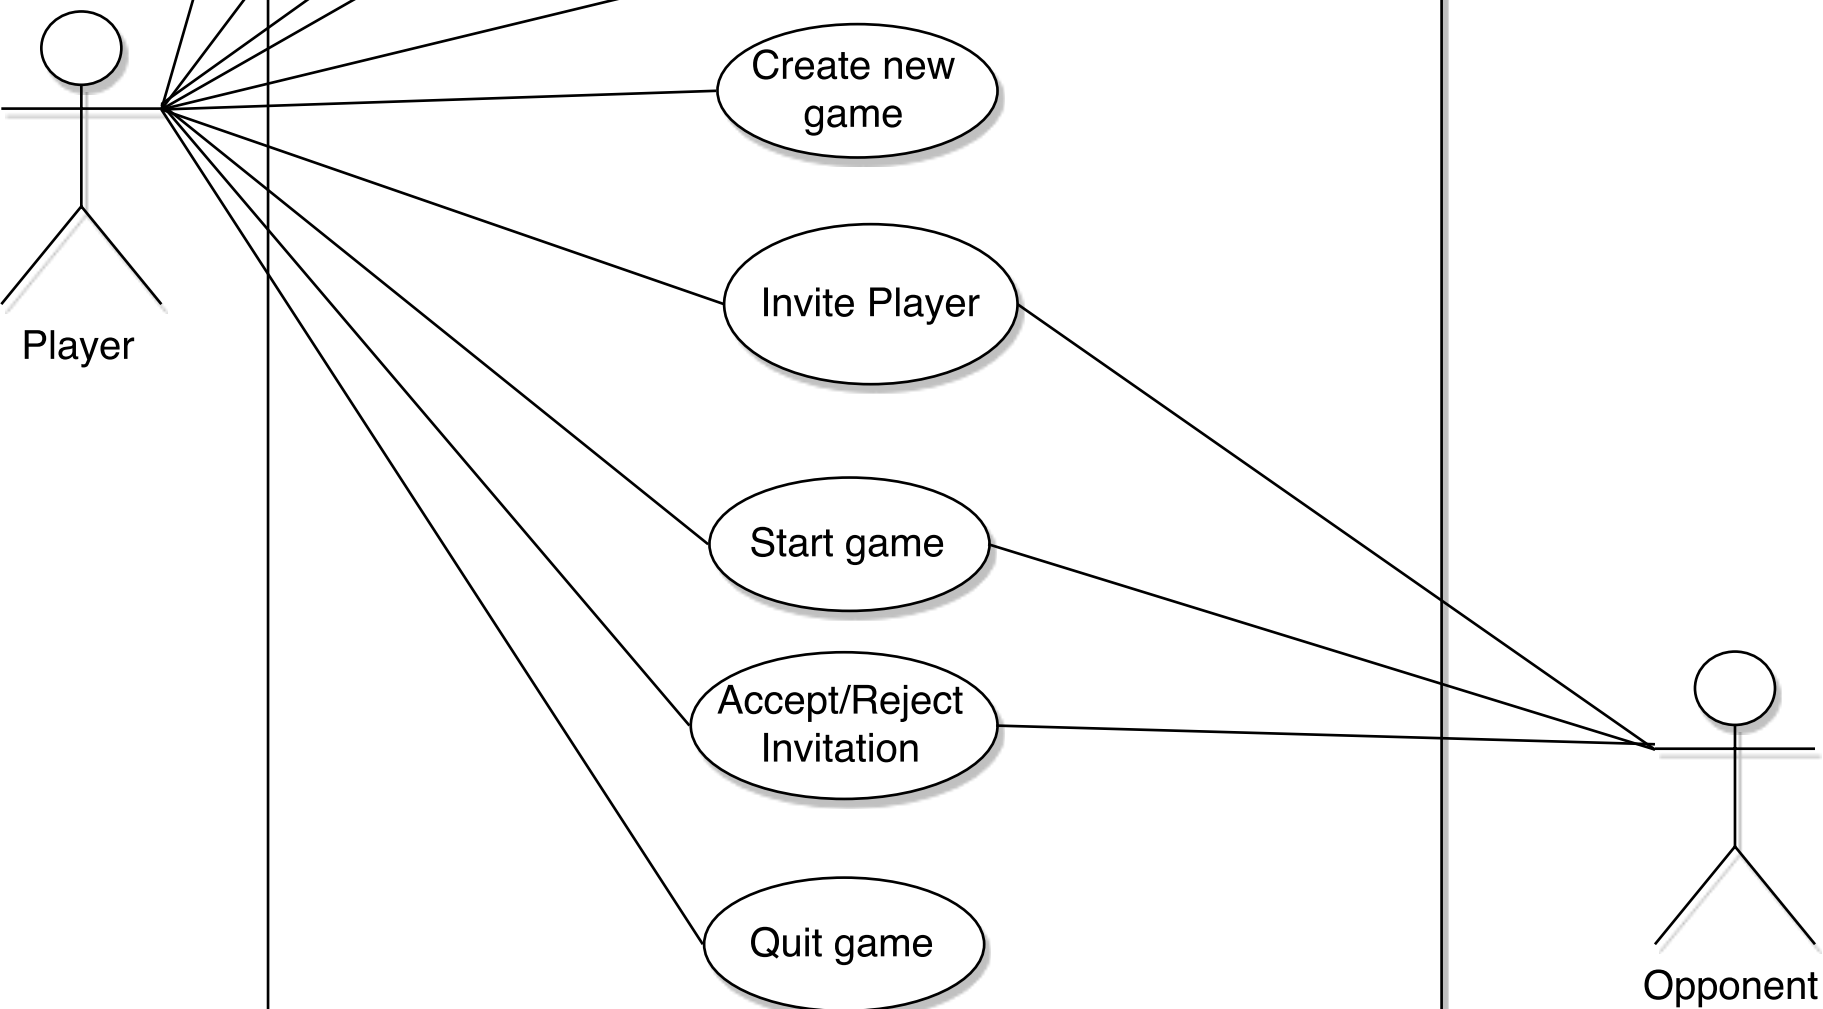 Create new
game
Invite Player
Player
Start game
Accept/Reject
Invitation
Quit game
Opponent